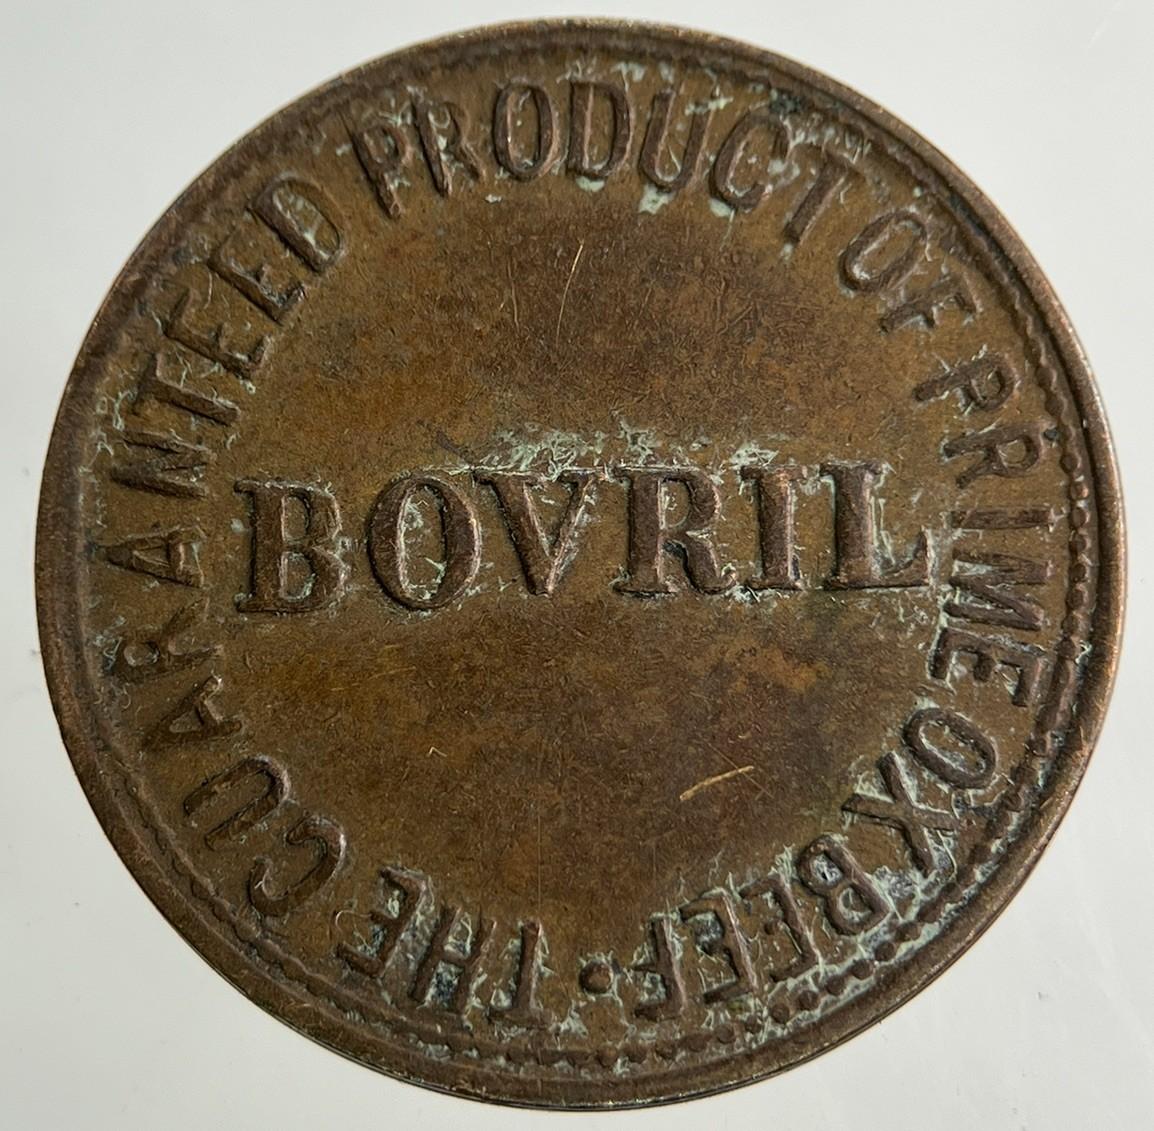 THE GUARANTEED PRODUCT OF PRIME OX BEEF ·
BOVRIL